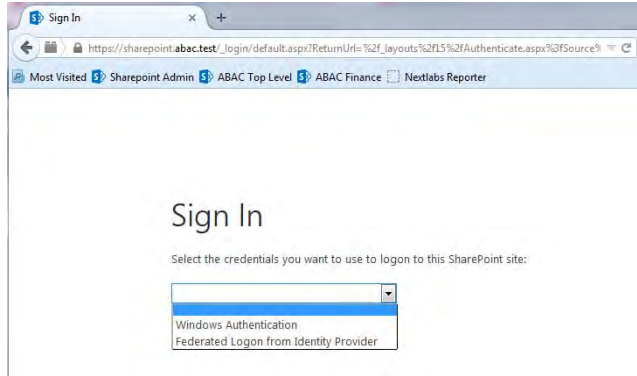 Sign In
https://sharepoint.abac.test/_login/default.aspx?ReturnUrl=%2f_layouts%2f15%2fAuthenticate.aspx%3fSource%
Most Visited Sharepoint Admin ABAC Top Level ABAC Finance Nextlabs Reporter
Sign In
Select the credentials you want to use to logon to this SharePoint site:
Windows Authentication
Federated Logon from Identity Provider